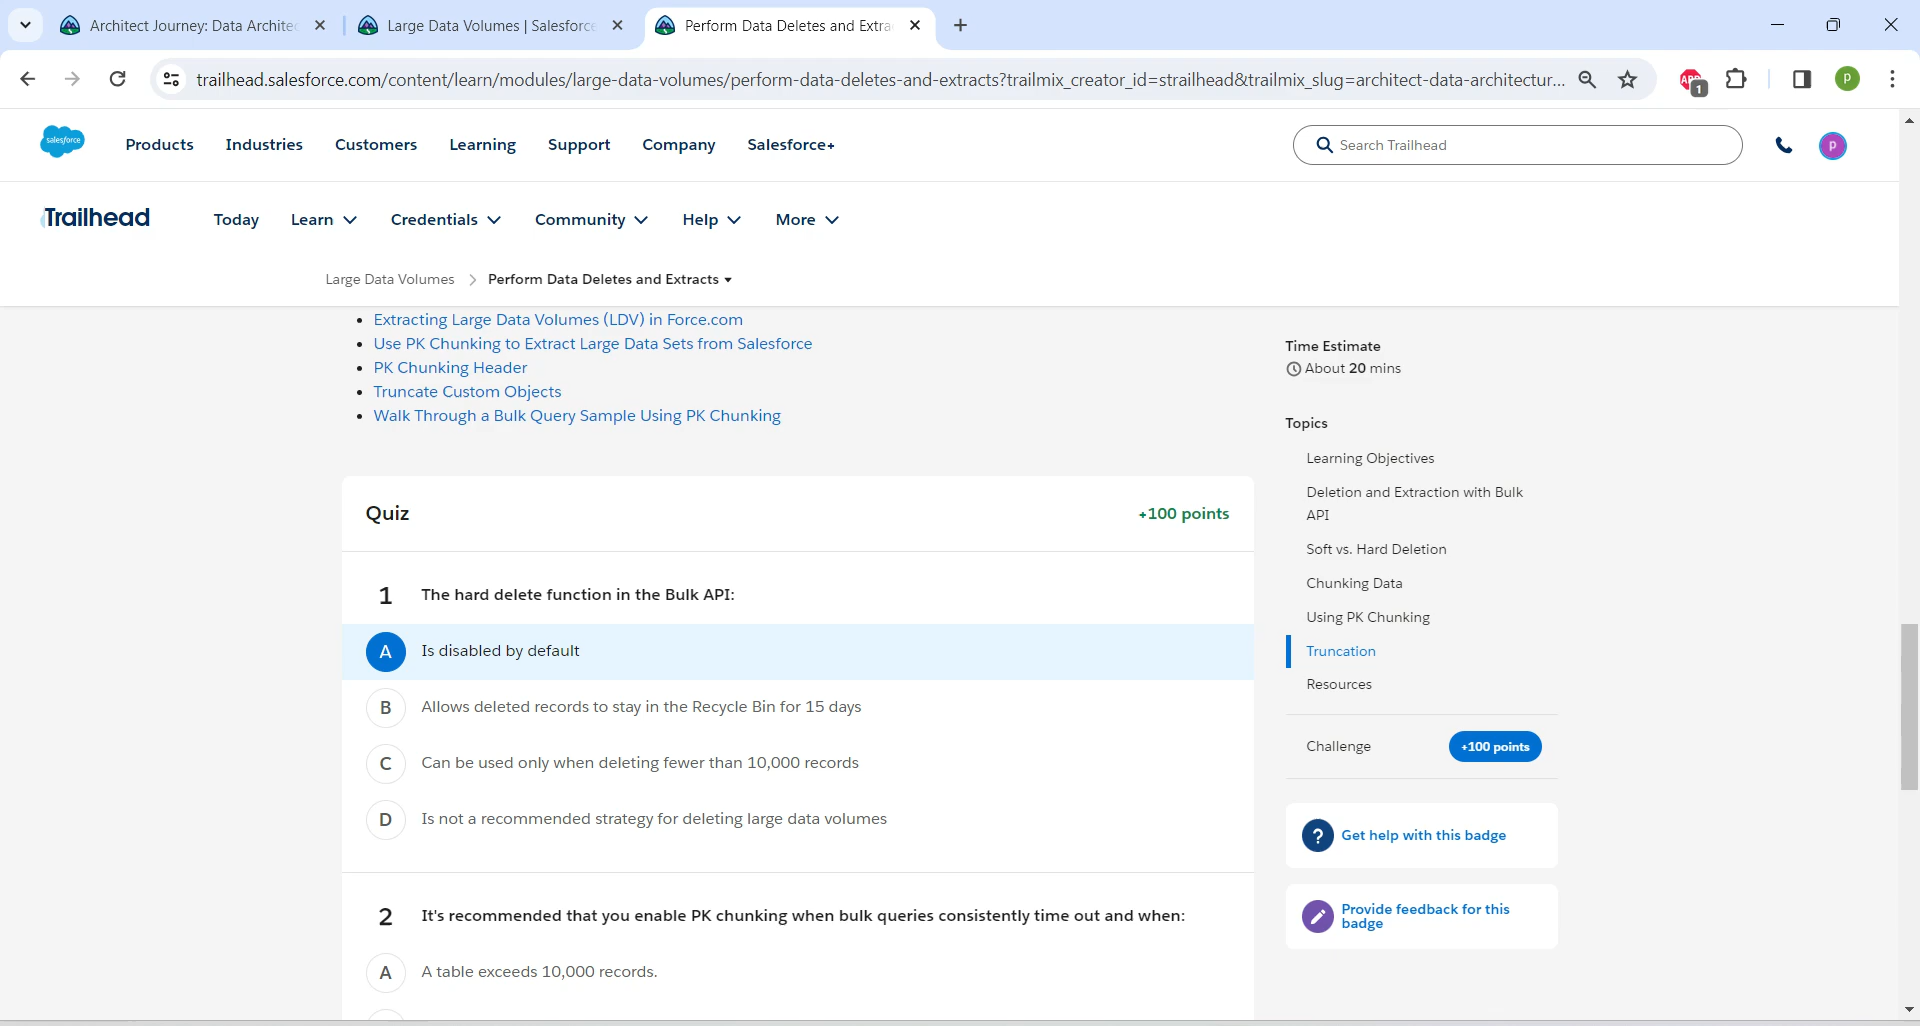 Architect Journey: Data Archite
Large Data Volumes | Salesforce
Perform Data Deletes and Extra
trailhead.salesforce.com/content/learn/modules/large-data-volumes/perform-data-deletes-and-extracts?trailmix_creator_id=strailhead&trailmix_slug=architect-data-architectur...
ABP
1
P
salesforce
Products
Industries
Customers
Learning
Support
Company
Salesforce+
Search Trailhead
P
Trailhead
Today
Learn
Credentials
Community
Help
More
Large Data Volumes
Perform Data Deletes and Extracts
Extracting Large Data Volumes (LDV) in Force.com
Use PK Chunking to Extract Large Data Sets from Salesforce
PK Chunking Header
Truncate Custom Objects
Walk Through a Bulk Query Sample Using PK Chunking
Quiz
+100 points
1 The hard delete function in the Bulk API:
A Is disabled by default
B Allows deleted records to stay in the Recycle Bin for 15 days
C Can be used only when deleting fewer than 10,000 records
D Is not a recommended strategy for deleting large data volumes
2 It's recommended that you enable PK chunking when bulk queries consistently time out and when:
A A table exceeds 10,000 records.
Time Estimate
About 20 mins
Topics
Learning Objectives
Deletion and Extraction with Bulk
API
Soft vs. Hard Deletion
Chunking Data
Using PK Chunking
Truncation
Resources
Challenge
+100 points
? Get help with this badge
Provide feedback for this
badge